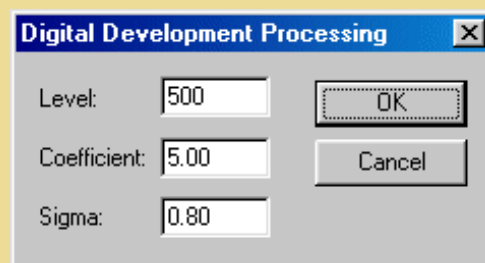 Digital Development Processing
Level: 500 OK
Coefficient: 5.00 Cancel
Sigma: 0.80